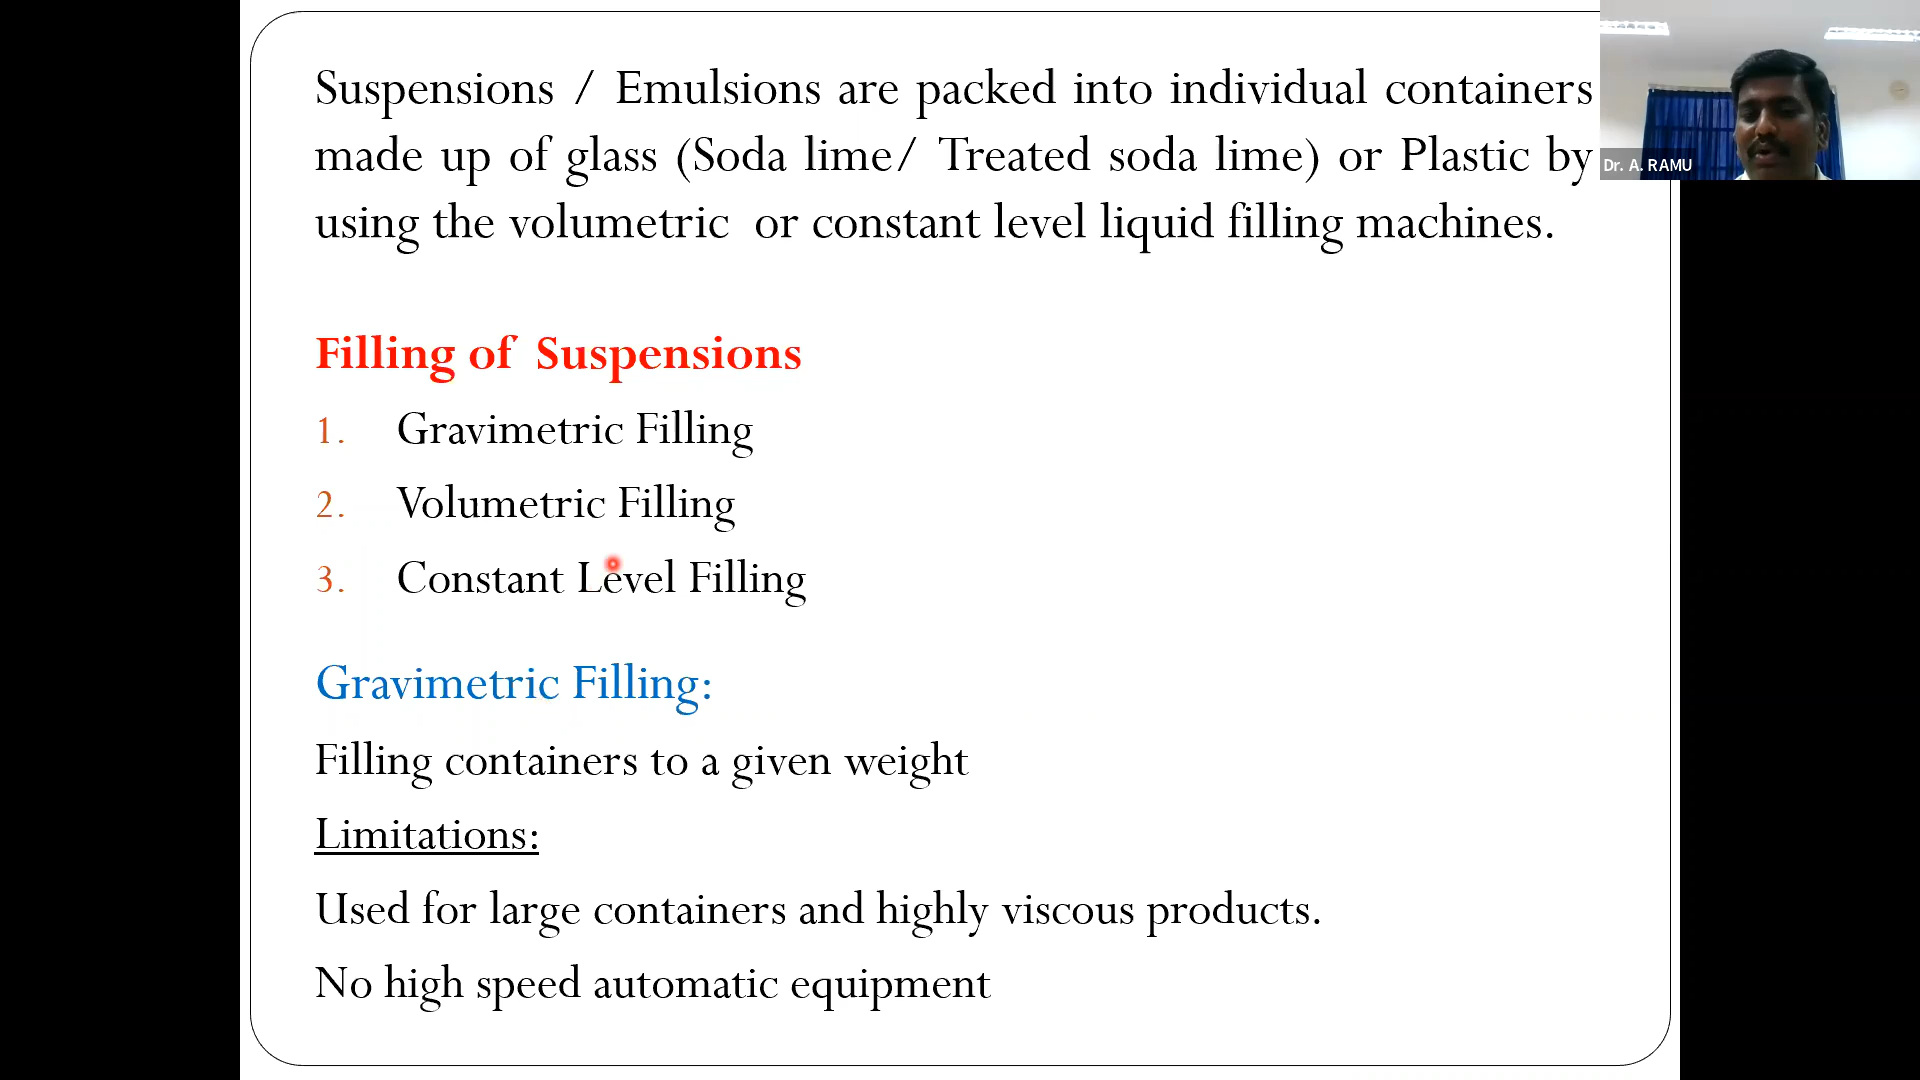 Suspensions / Emulsions are packed into individual containers
made up of glass (Soda lime/ Treated soda lime) or Plastic by
using the volumetric or constant level liquid filling machines.
Dr. A. RAMU
Filling of Suspensions
1. Gravimetric Filling
2. Volumetric Filling
3. Constant Level Filling
Gravimetric Filling:
Filling containers to a given weight
Limitations:
Used for large containers and highly viscous products.
No high speed automatic equipment